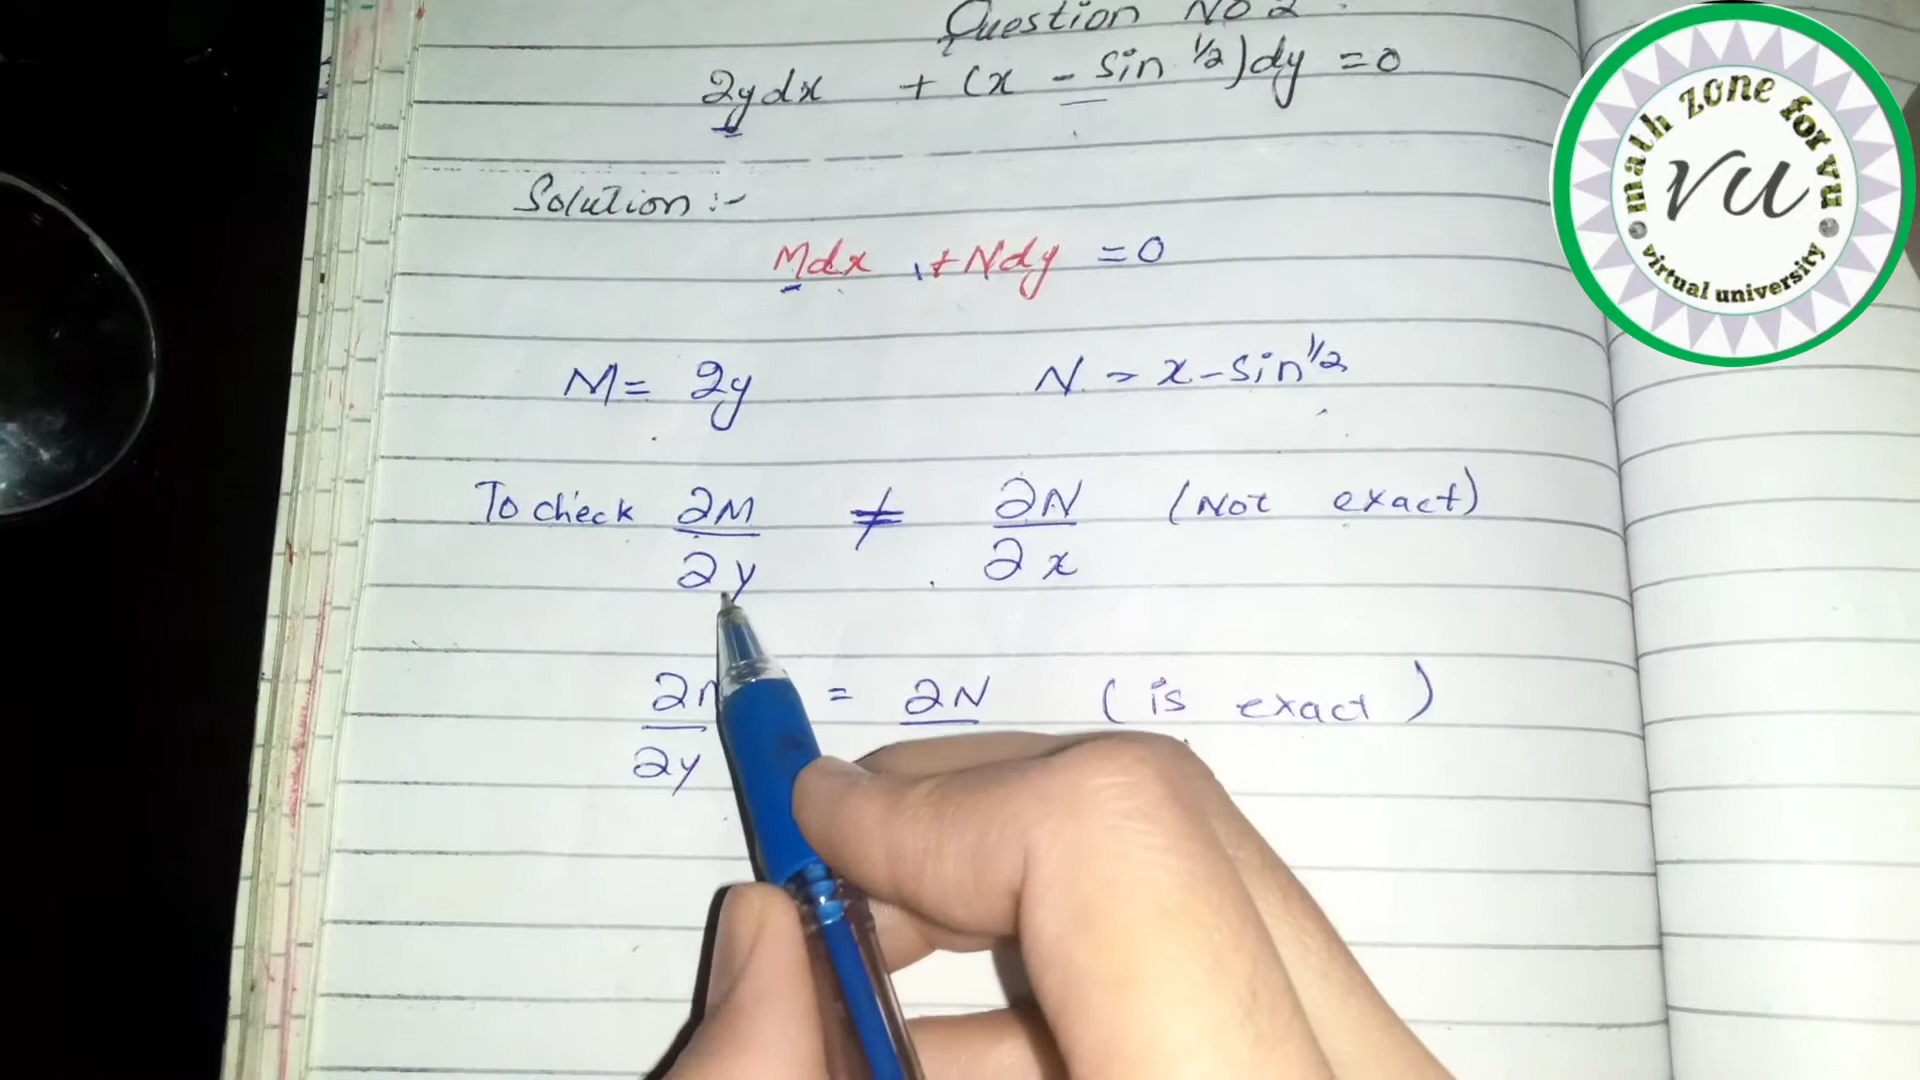 Question No 2
2ydx + (x - sin 1/2)dy = 0
Solution :-
Mdx + Ndy = 0
M = 2y N = x - sin 1/2
To check ∂M/∂y ≠ ∂N/∂x (Not exact)
= ∂N (is exact)
∂y
math zone for vu
vu
virtual university